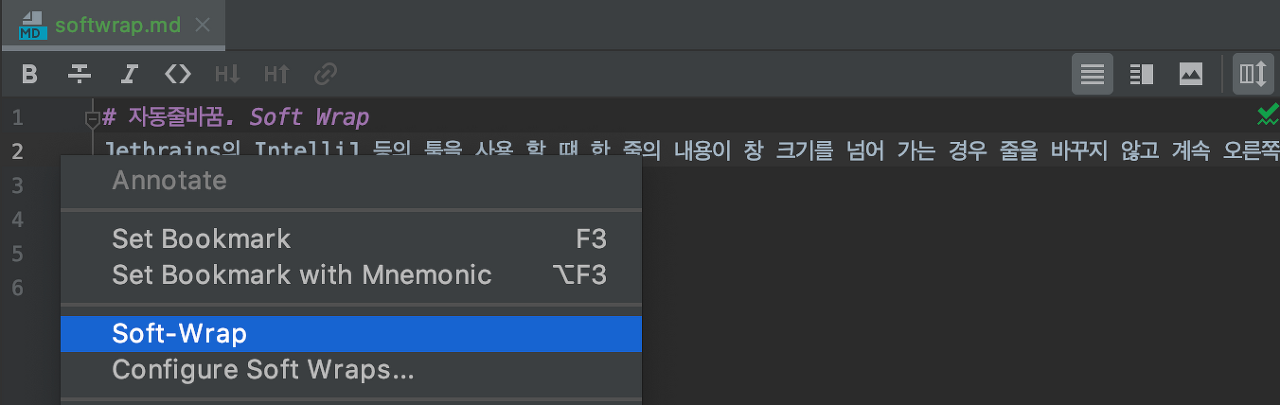 softwrap.md
MD
B I <> H↓ H↑
1 # 자동줄바꿈. Soft Wrap
2 Jetbrains의 IntelliJ 등의 툴을 사용 할 떄 한 줄의 내용이 창 크기를 넘어 가는 경우 줄을 바꾸지 않고 계속 오른쪽
3
4
5
6
Annotate
Set Bookmark F3
Set Bookmark with Mnemonic ⌥F3
Soft-Wrap
Configure Soft Wraps...